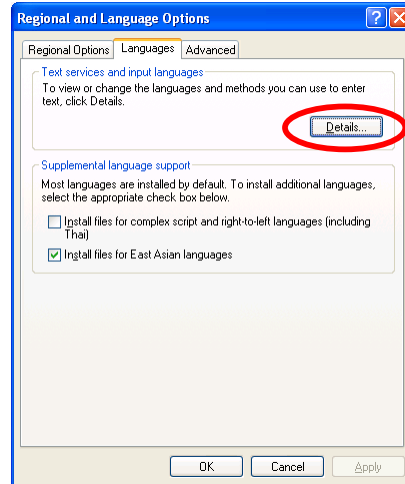 Regional and Language Options
Regional Options Languages Advanced
Text services and input languages
To view or change the languages and methods you can use to enter
text, click Details.
Details...
Supplemental language support
Most languages are installed by default. To install additional languages,
select the appropriate check box below.
Install files for complex script and right-to-left languages (including
Thai)
Install files for East Asian languages
OK Cancel Apply